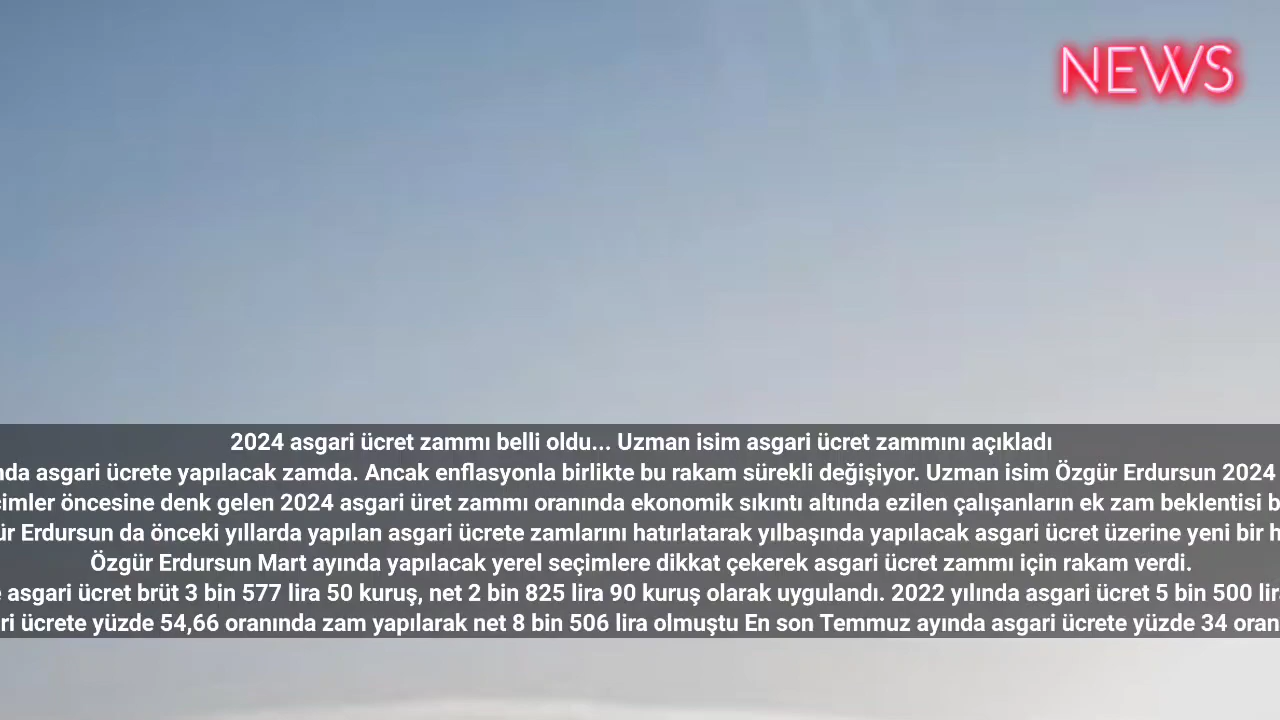 NEWS
2024 asgari ücret zammı belli oldu... Uzman isim asgari ücret zammını açıkladı
nda asgari ücrete yapılacak zamda. Ancak enflasyonla birlikte bu rakam sürekli değişiyor. Uzman isim Özgür Erdursun 2024
imler öncesine denk gelen 2024 asgari üret zammı oranında ekonomik sıkıntı altında ezilen çalışanların ek zam beklentisi b
ür Erdursun da önceki yıllarda yapılan asgari ücrete zamlarını hatırlatarak yılbaşında yapılacak asgari ücret üzerine yeni bir h
Özgür Erdursun Mart ayında yapılacak yerel seçimlere dikkat çekerek asgari ücret zammı için rakam verdi.
e asgari ücret brüt 3 bin 577 lira 50 kuruş, net 2 bin 825 lira 90 kuruş olarak uygulandı. 2022 yılında asgari ücret 5 bin 500 lira
ri ücrete yüzde 54,66 oranında zam yapılarak net 8 bin 506 lira olmuştu En son Temmuz ayında asgari ücrete yüzde 34 oran